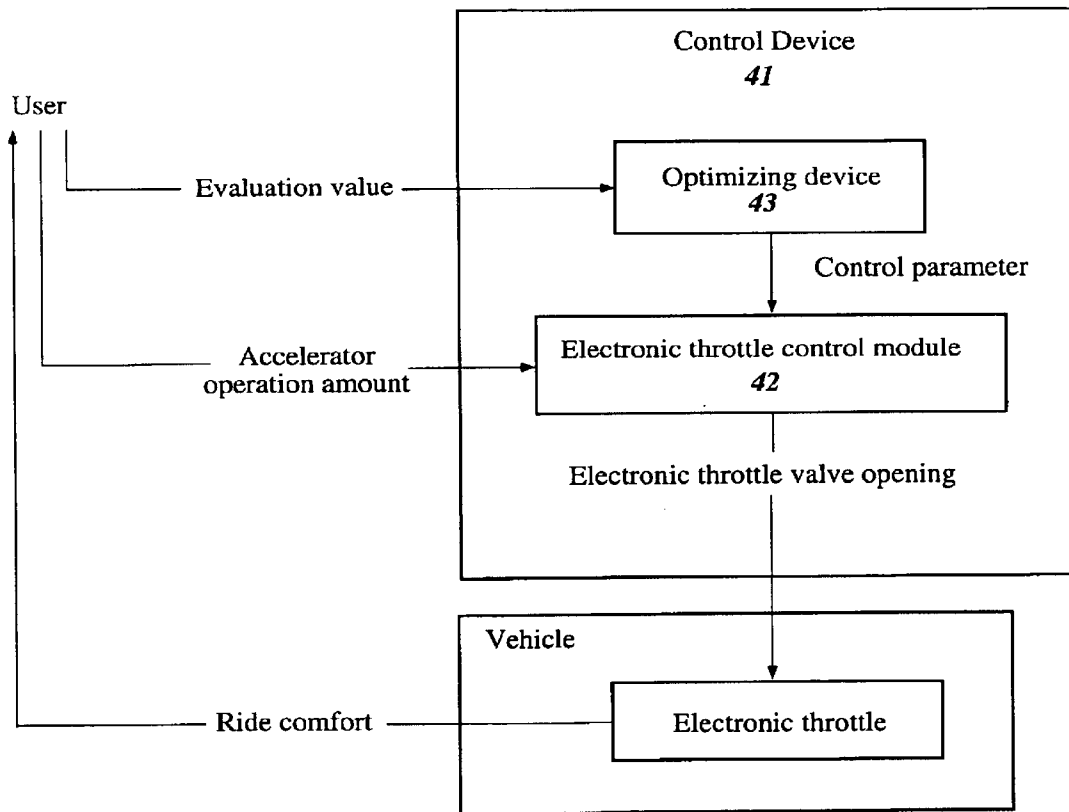 Control Device
41
User
Evaluation value
Optimizing device
43
Control parameter
Accelerator
operation amount
Electronic throttle control module
42
Electronic throttle valve opening
Vehicle
Ride comfort
Electronic throttle